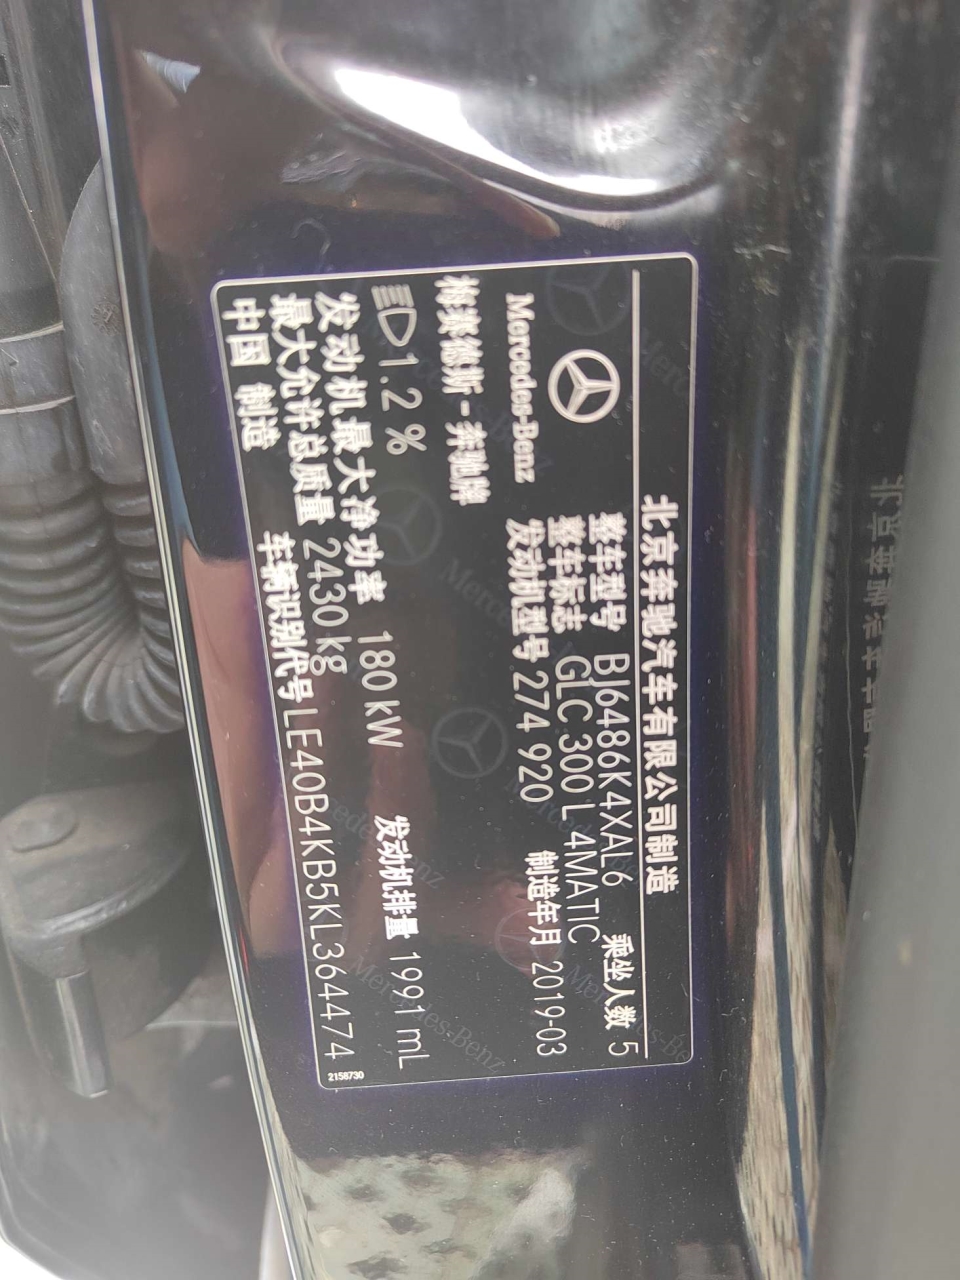 北京奔驰汽车有限公司制造
Mercedes-Benz
整车型号 BJ6486K4XAL6 乘坐人数 5
整车标志 GLC 300 L 4MATIC
发动机型号 274 920 制造年月 2019-03
梅赛德斯-奔驰牌
1.2%
发动机最大净功率 180 kW 发动机排量 1991 mL
最大允许总质量 2430 kg
中国 制造 车辆识别代号 LE40B4KB5KL364474
2158730